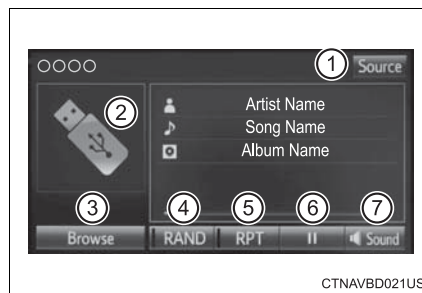 ○○○○
1
Source
2
Artist Name
Song Name
Album Name
3
4
5
6
7
Browse
RAND
RPT
II
Sound
CTNAVBD021US